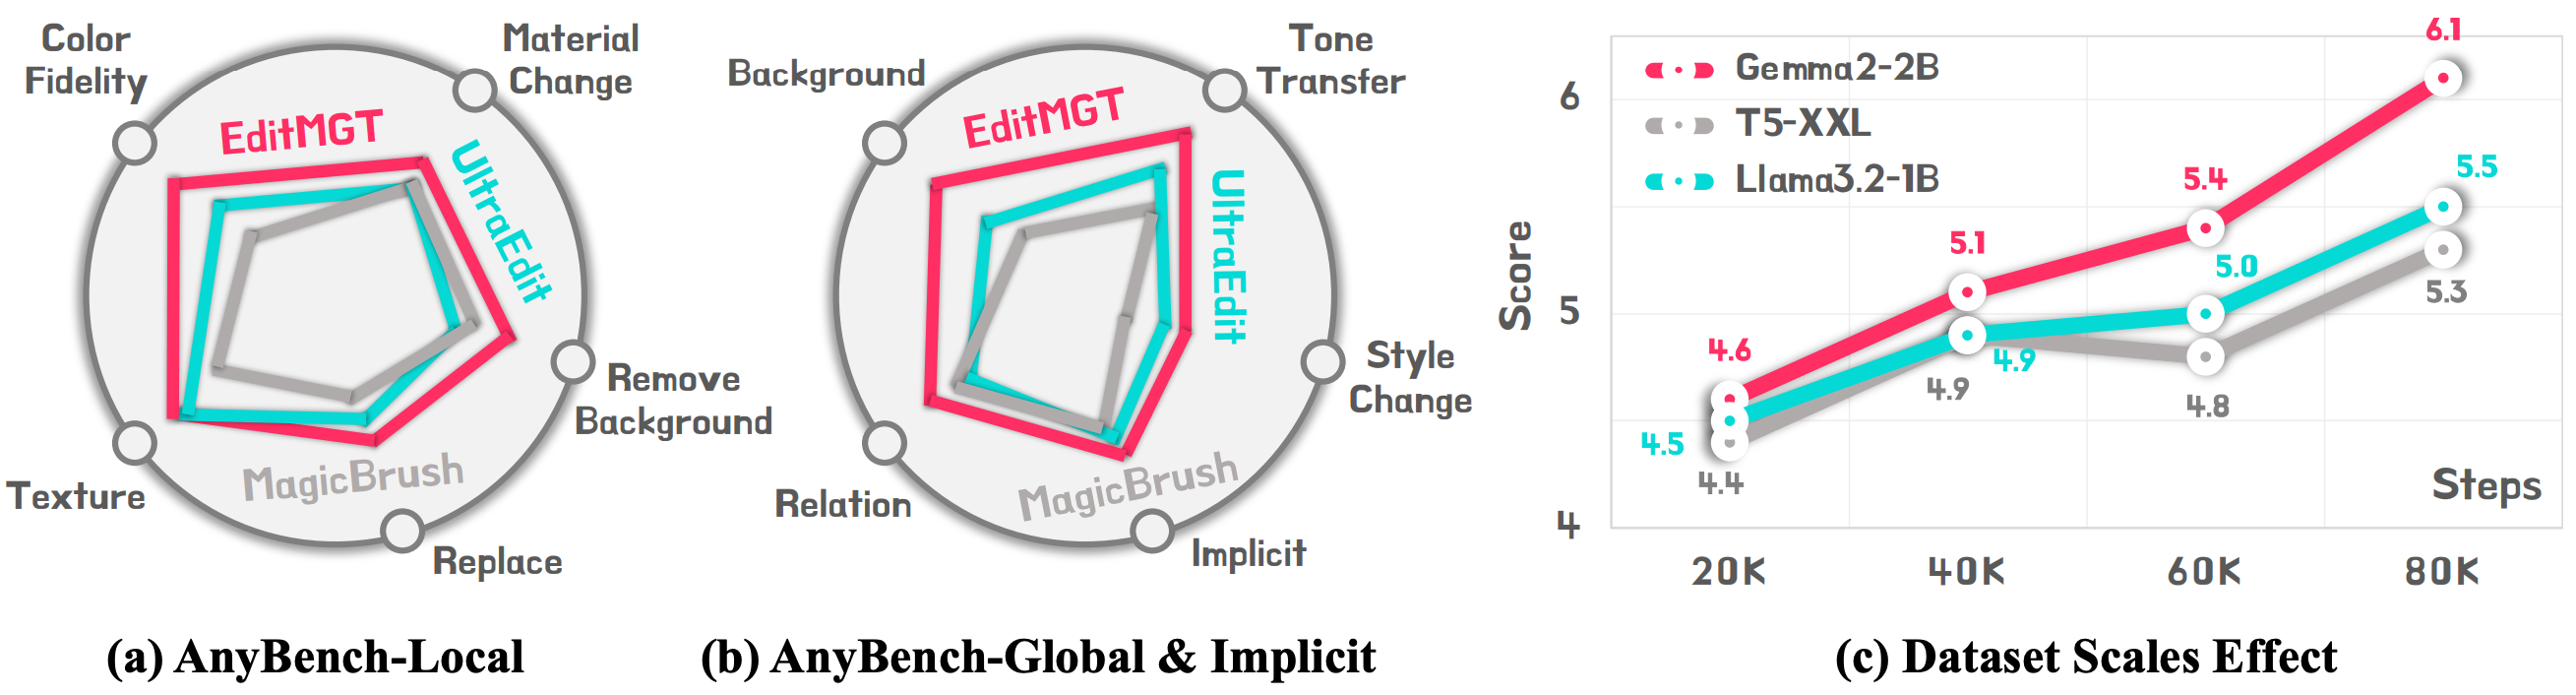 Color
Fidelity
Material
Change
EditMGT
UltraEdit
MagicBrush
Remove
Background
Texture
Replace
(a) AnyBench-Local
Background
Tone
Transfer
EditMGT
UltraEdit
MagicBrush
Style
Change
Relation
Implicit
(b) AnyBench-Global & Implicit
Gemma2-2B
T5-XXL
Llama3.2-1B
Score
6
5
4
4.6
5.1
5.4
6.1
4.5
4.9
5.0
5.5
4.4
4.9
4.8
5.3
Steps
20K
40K
60K
80K
(c) Dataset Scales Effect